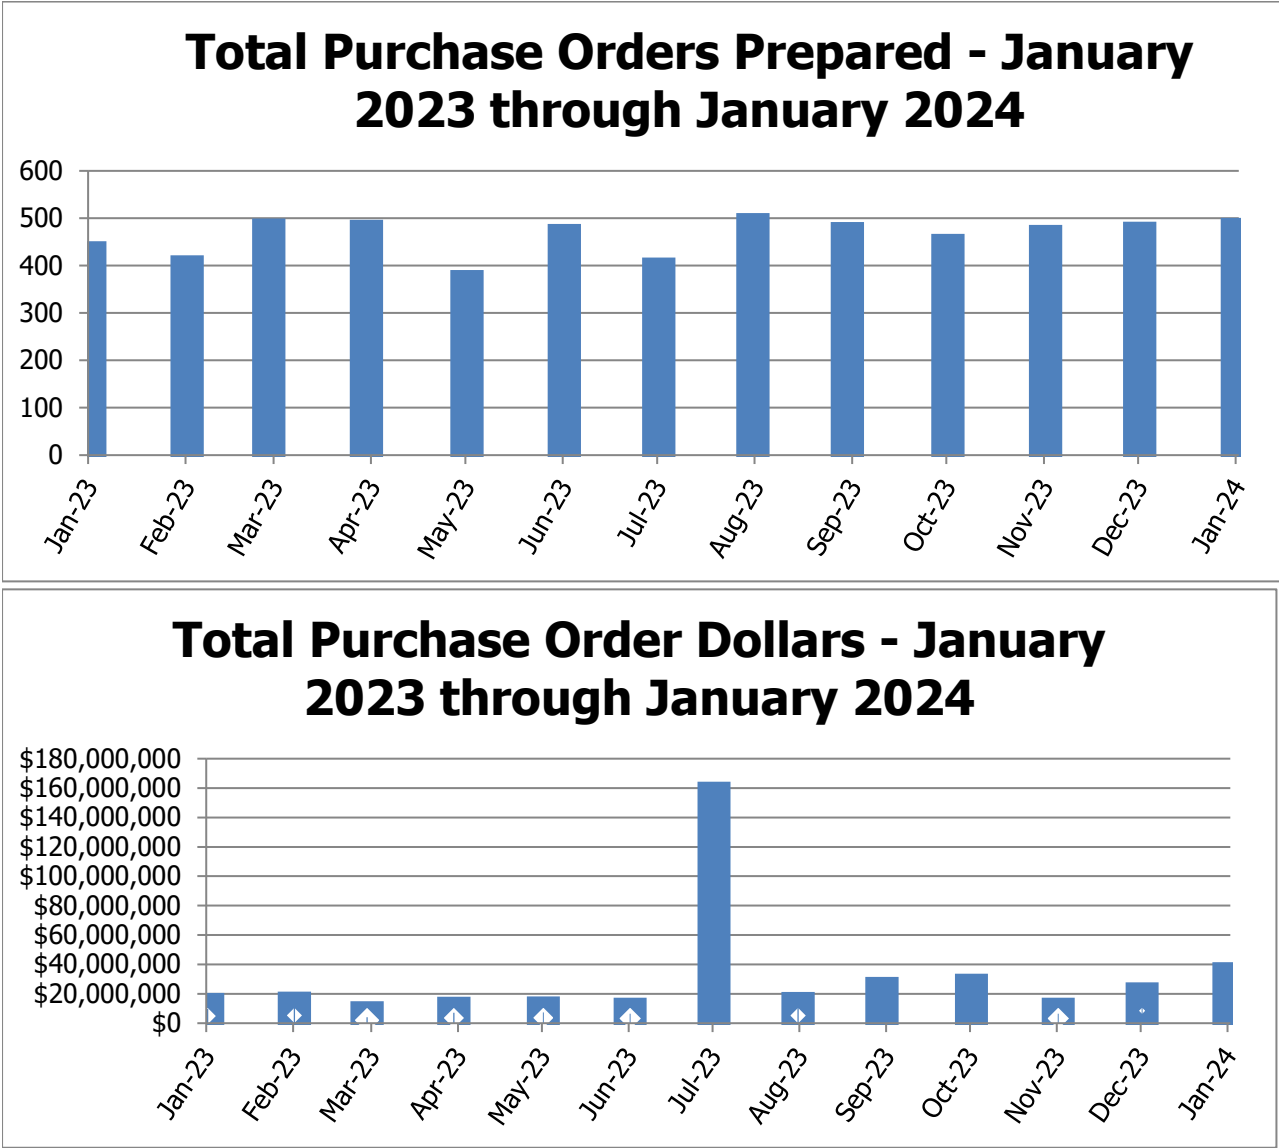 Total Purchase Orders Prepared - January
2023 through January 2024
600
500
400
300
200
100
0
Jan-23
Feb-23
Mar-23
Apr-23
May-23
Jun-23
Jul-23
Aug-23
Sep-23
Oct-23
Nov-23
Dec-23
Jan-24
Total Purchase Order Dollars - January
2023 through January 2024
$180,000,000
$160,000,000
$140,000,000
$120,000,000
$100,000,000
$80,000,000
$60,000,000
$40,000,000
$20,000,000
$0
Jan-23
Feb-23
Mar-23
Apr-23
May-23
Jun-23
Jul-23
Aug-23
Sep-23
Oct-23
Nov-23
Dec-23
Jan-24